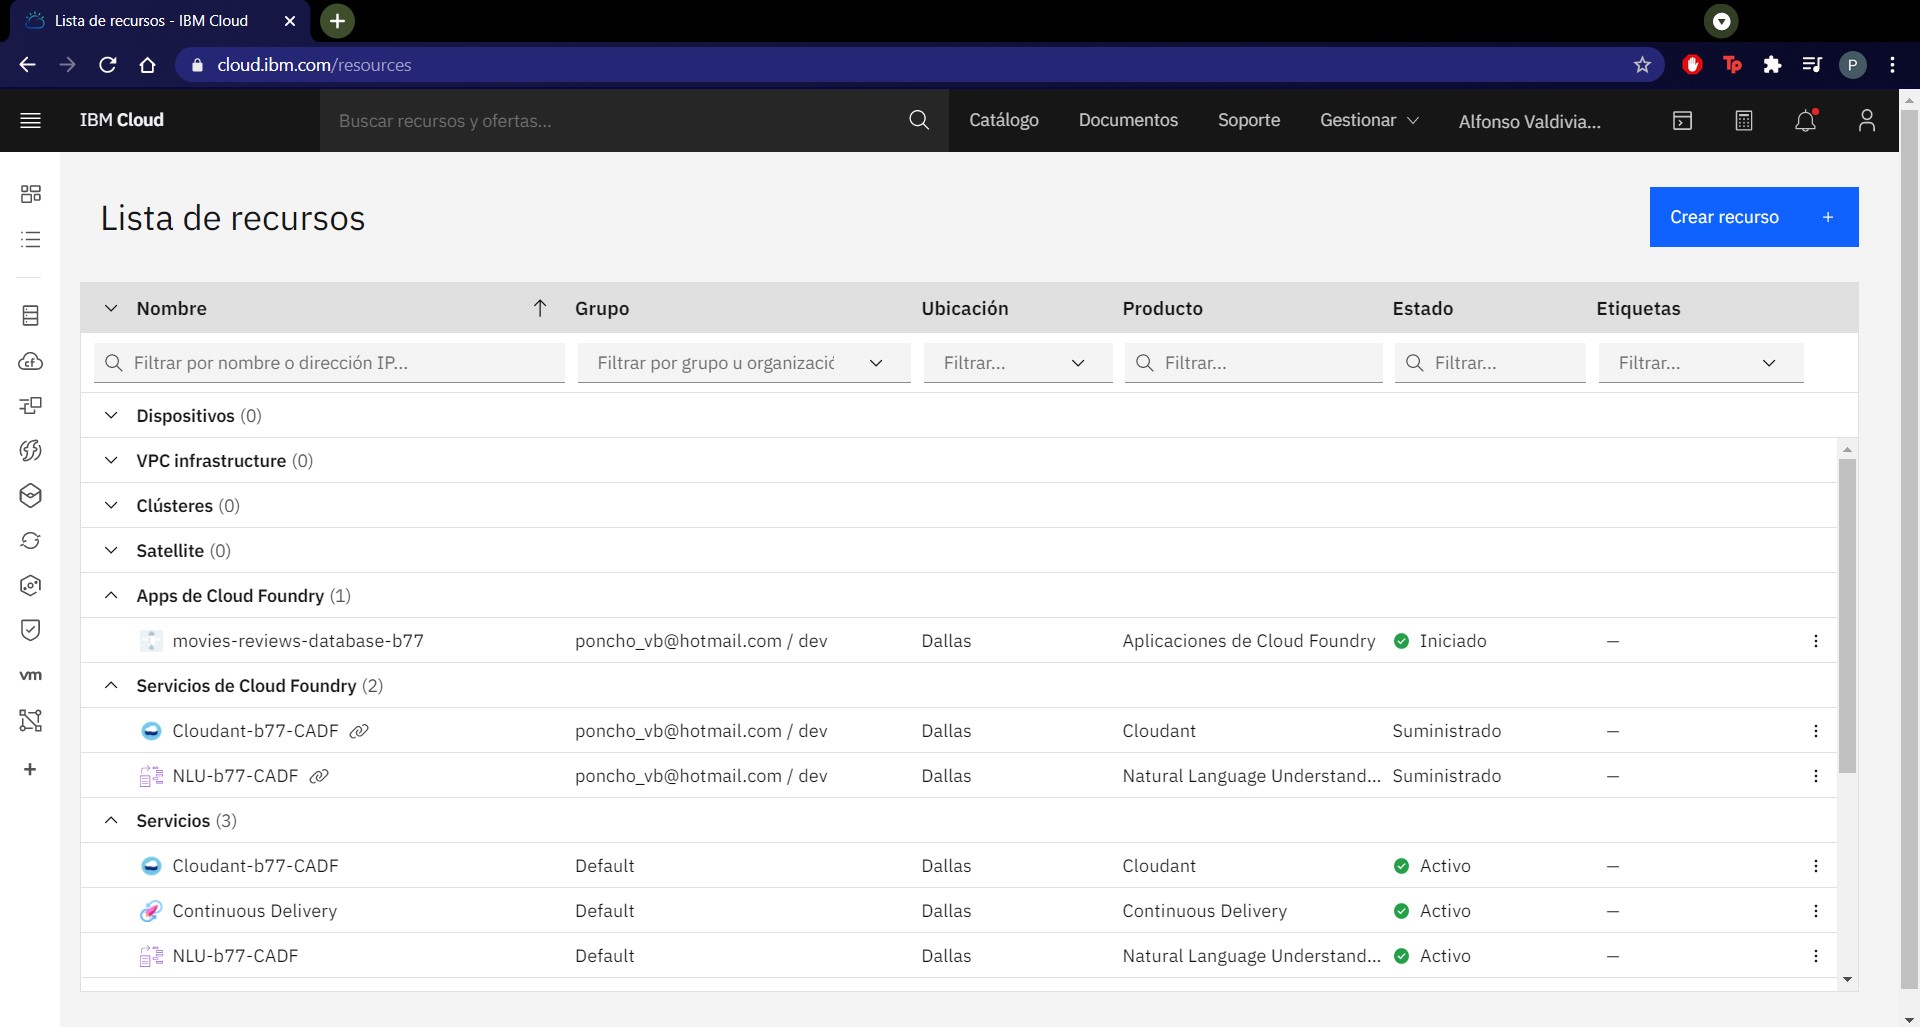 Lista de recursos - IBM Cloud
cloud.ibm.com/resources
Tp
P
IBM Cloud
Buscar recursos y ofertas...
Catálogo
Documentos
Soporte
Gestionar
Alfonso Valdivia...
Lista de recursos
Crear recurso +
Nombre Grupo Ubicación Producto Estado Etiquetas
Filtrar por nombre o dirección IP... Filtrar por grupo u organizació Filtrar... Filtrar... Filtrar... Filtrar...
Dispositivos (0)
VPC infrastructure (0)
Clústeres (0)
Satellite (0)
Apps de Cloud Foundry (1)
movies-reviews-database-b77 poncho_vb@hotmail.com / dev Dallas Aplicaciones de Cloud Foundry Iniciado —
Servicios de Cloud Foundry (2)
Cloudant-b77-CADF poncho_vb@hotmail.com / dev Dallas Cloudant Suministrado —
NLU-b77-CADF poncho_vb@hotmail.com / dev Dallas Natural Language Understand... Suministrado —
Servicios (3)
Cloudant-b77-CADF Default Dallas Cloudant Activo —
Continuous Delivery Default Dallas Continuous Delivery Activo —
NLU-b77-CADF Default Dallas Natural Language Understand... Activo —
cf
vm